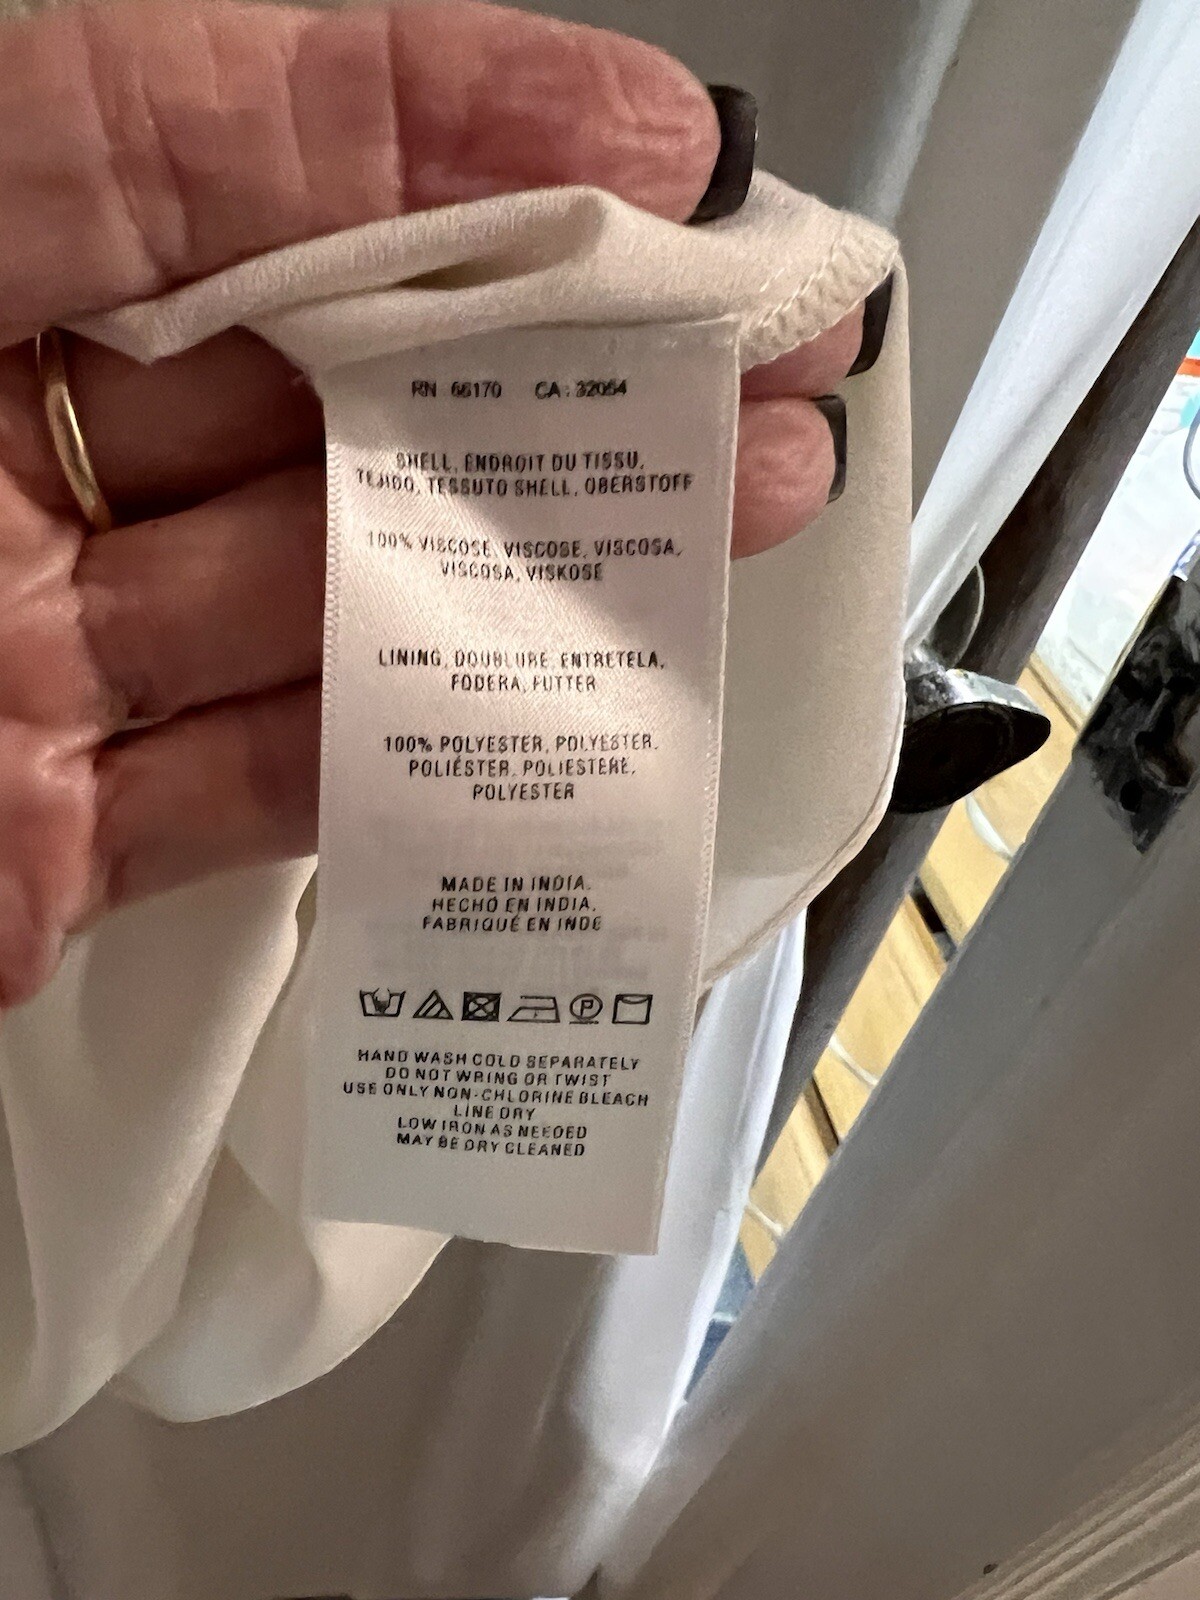 RN 66170 CA : 32054
SHELL, ENDROIT DU TISSU,
TEJIDO, TESSUTO SHELL, OBERSTOFF
100% VISCOSE, VISCOSE, VISCOSA,
VISCOSA, VISKOSE
LINING, DOUBLURE, ENTRETELA,
FODERA, FUTTER
100% POLYESTER, POLYESTER,
POLIÉSTER, POLIESTERE,
POLYESTER
MADE IN INDIA.
HECHO EN INDIA,
FABRIQUÉ EN INDE
P
HAND WASH COLD SEPARATELY
DO NOT WRING OR TWIST
USE ONLY NON-CHLORINE BLEACH
LINE DRY
LOW IRON AS NEEDED
MAY BE DRY CLEANED